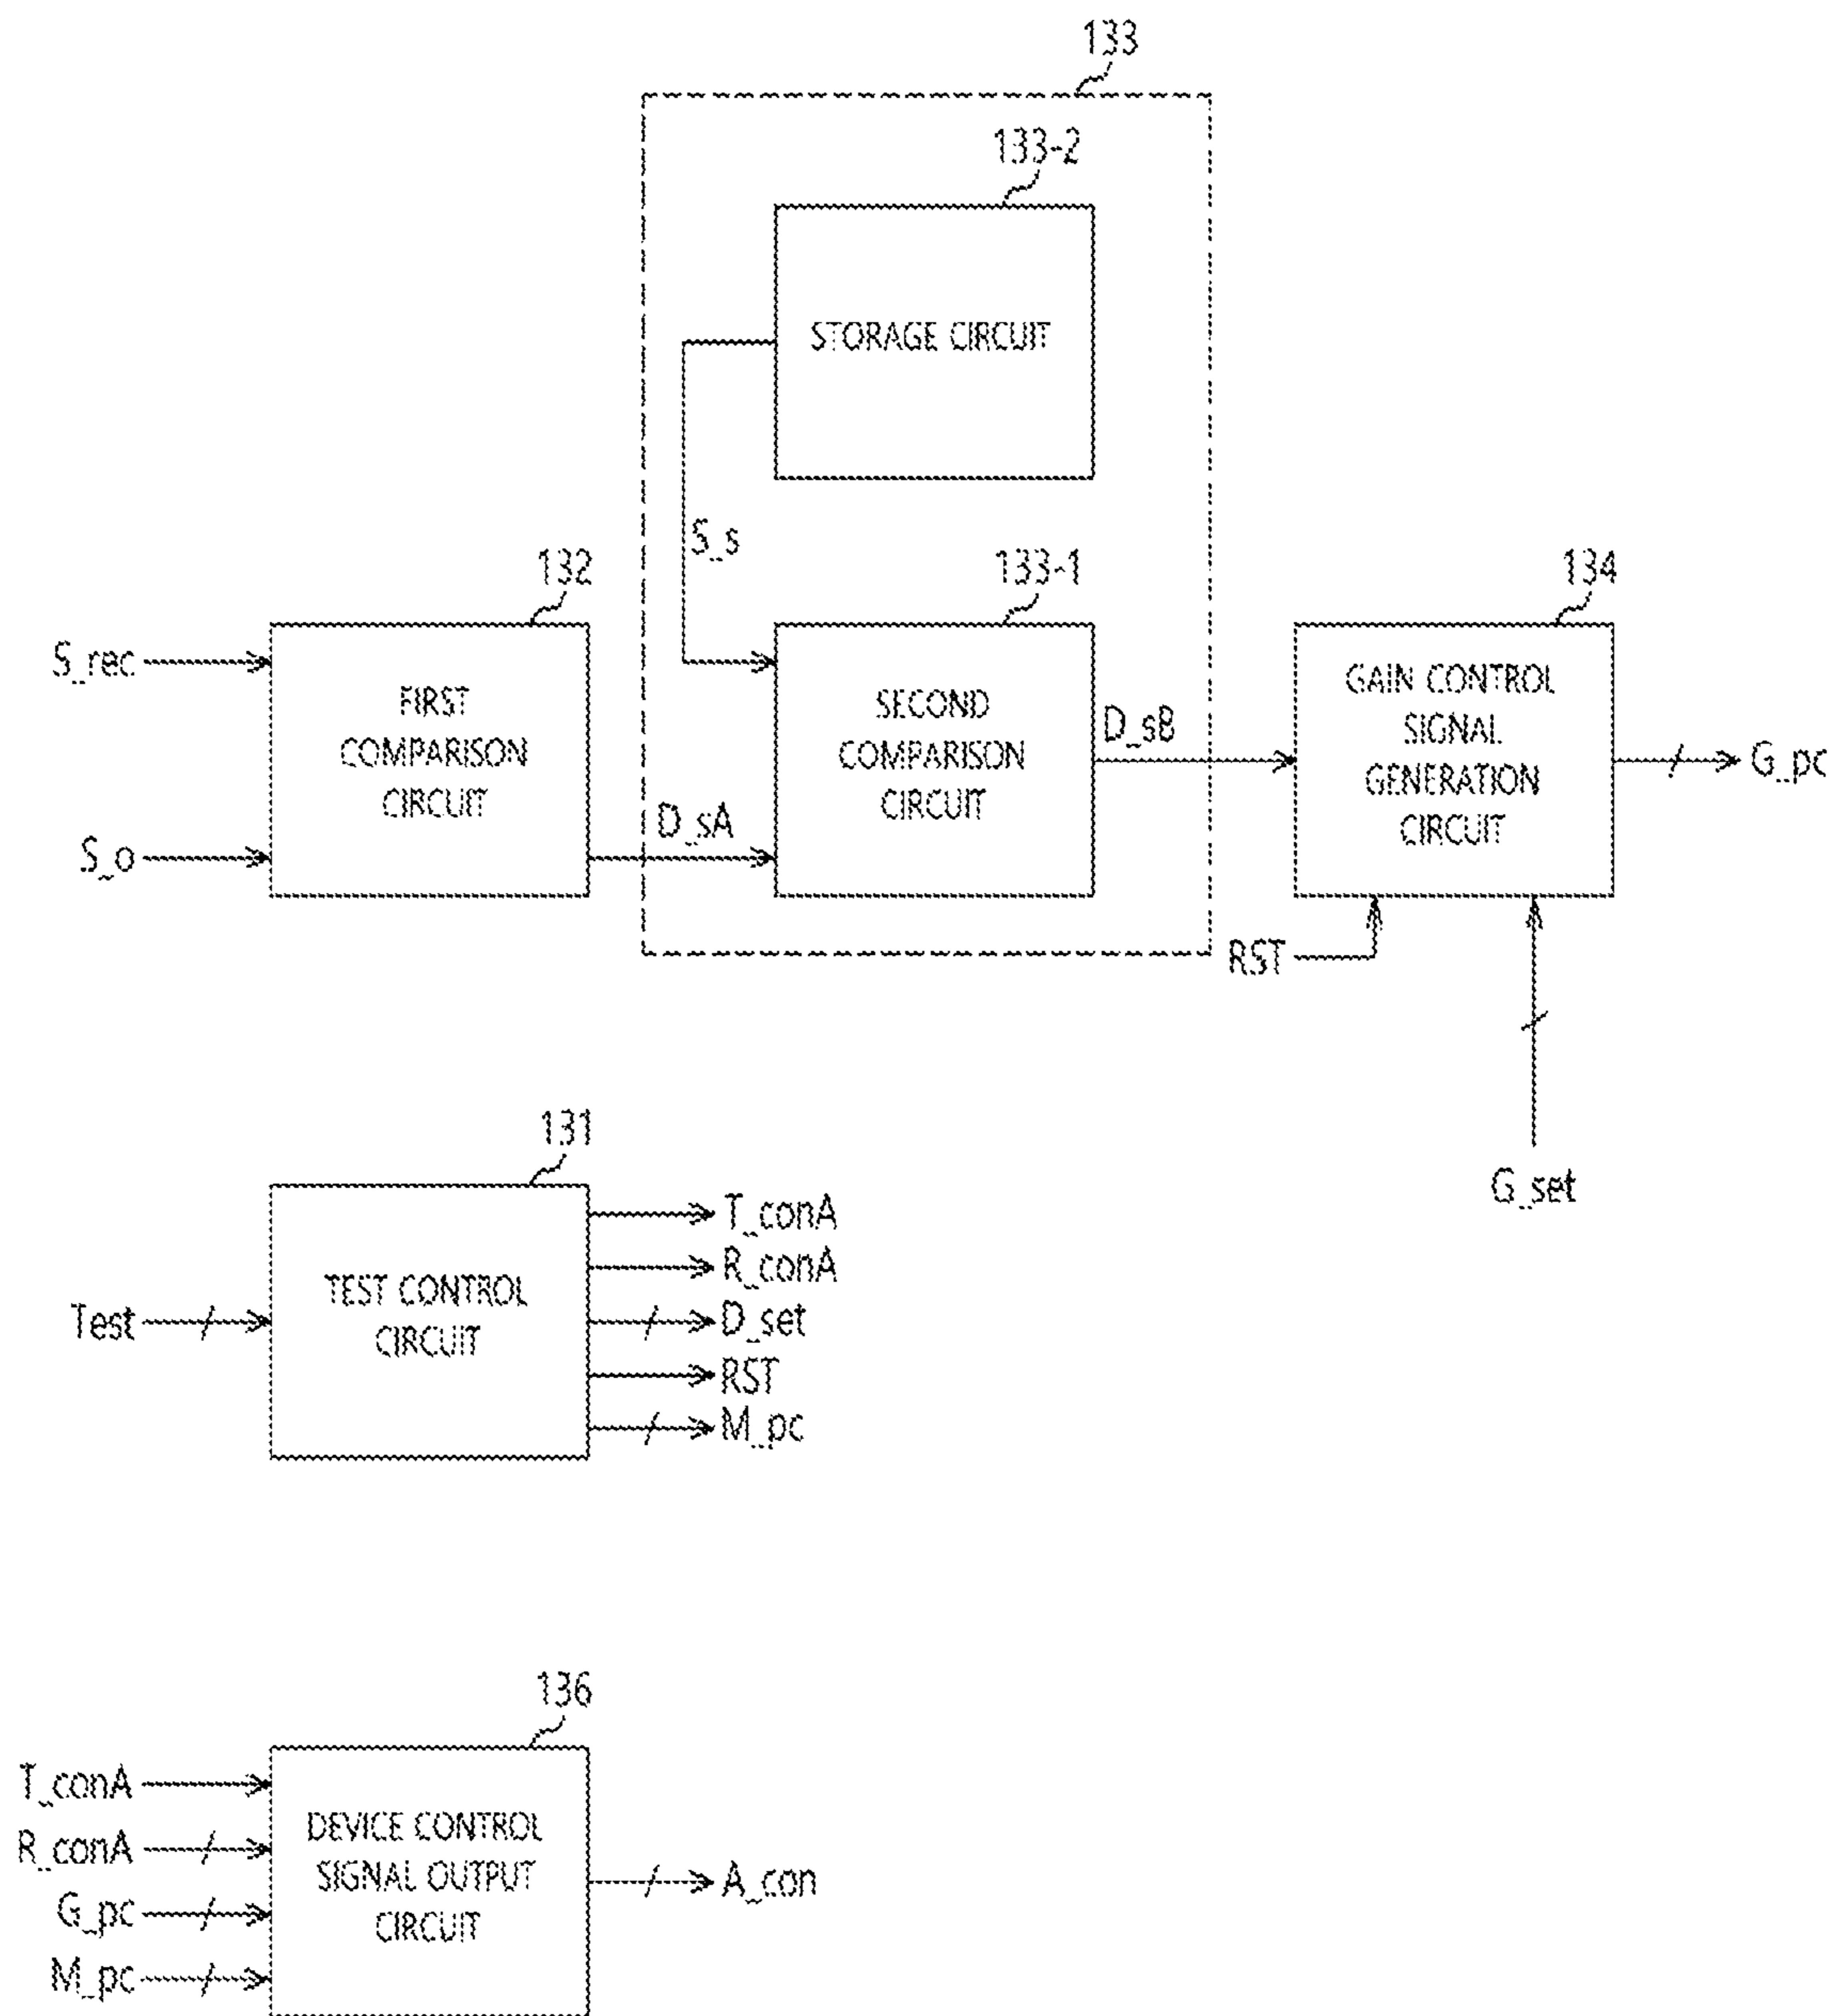 133
133-2
STORAGE CIRCUIT
S_s
132
133-1
134
S_rec
S_o
FIRST
COMPARISON
CIRCUIT
D_sA
SECOND
COMPARISON
CIRCUIT
D_sB
GAIN CONTROL
SIGNAL
GENERATION
CIRCUIT
G_pc
RST
G_set
131
Test
TEST CONTROL
CIRCUIT
T_conA
R_conA
D_set
RST
M_pc
136
T_conA
R_conA
G_pc
M_pc
DEVICE CONTROL
SIGNAL OUTPUT
CIRCUIT
A_con